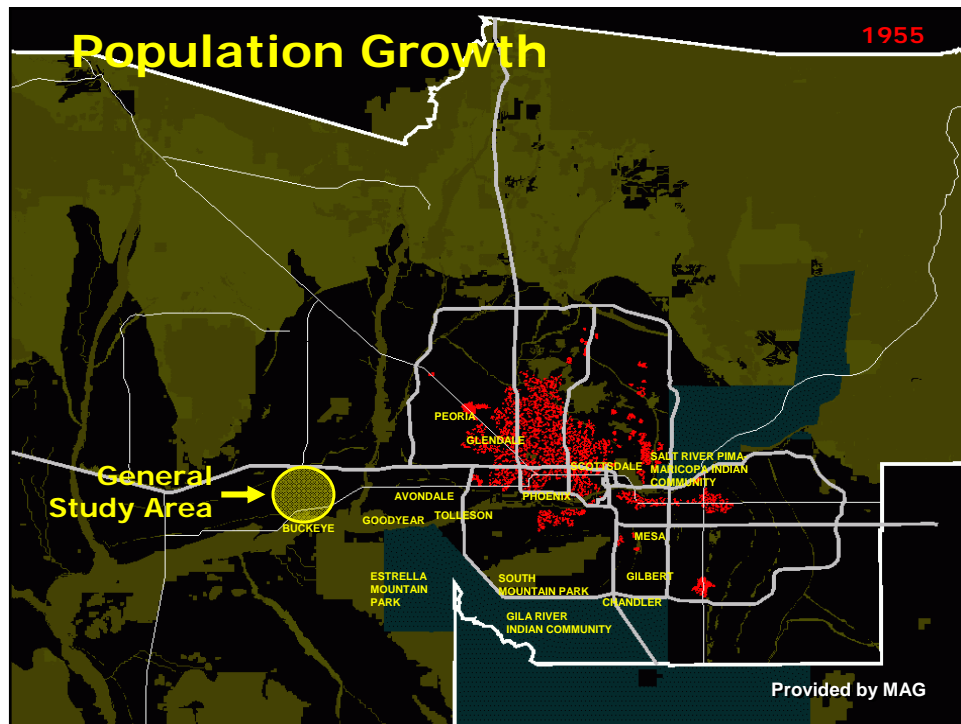 Population Growth
1955
PEORIA
GLENDALE
SCOTTSDALE
SALT RIVER PIMA
MARICOPA INDIAN
COMMUNITY
General
Study Area
BUCKEYE
AVONDALE
PHOENIX
GOODYEAR
TOLLESON
MESA
ESTRELLA
MOUNTAIN
PARK
SOUTH
MOUNTAIN PARK
GILBERT
CHANDLER
GILA RIVER
INDIAN COMMUNITY
Provided by MAG